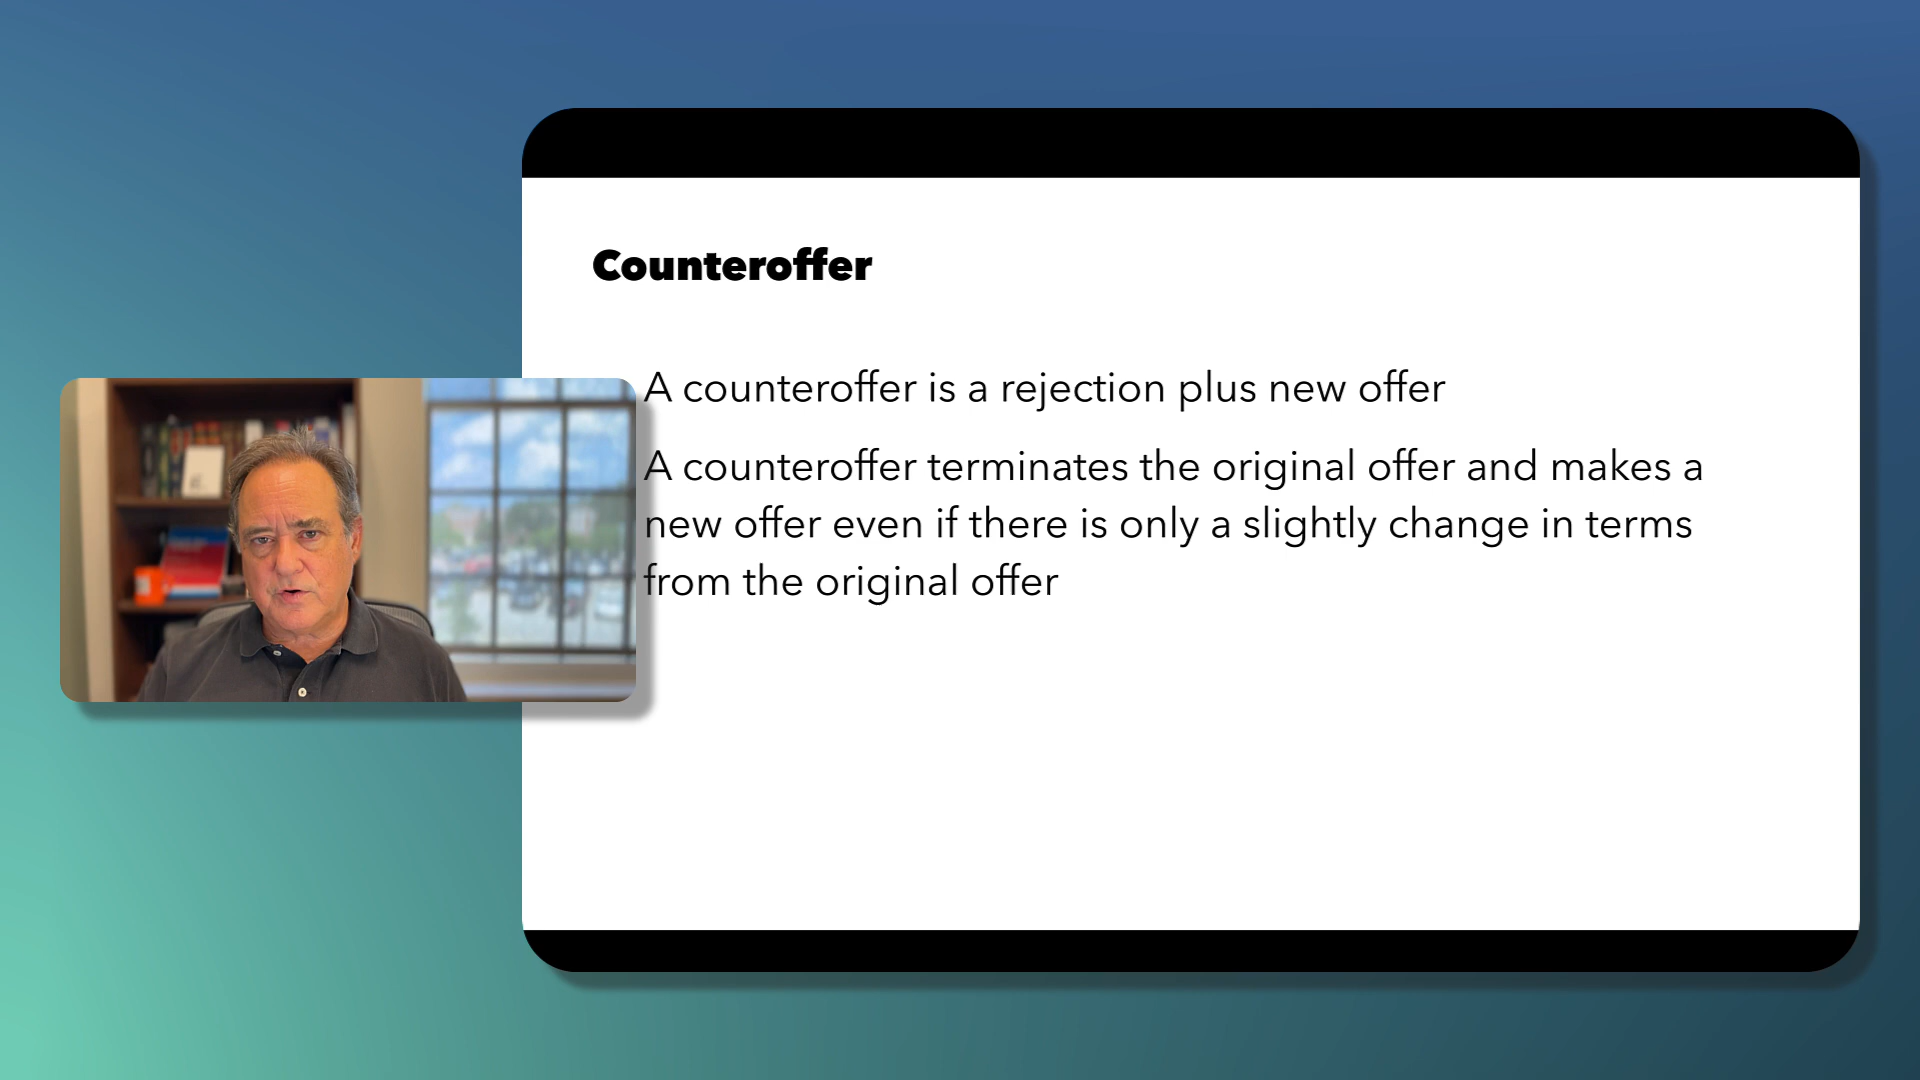 Counteroffer
A counteroffer is a rejection plus new offer
A counteroffer terminates the original offer and makes a
new offer even if there is only a slightly change in terms
from the original offer